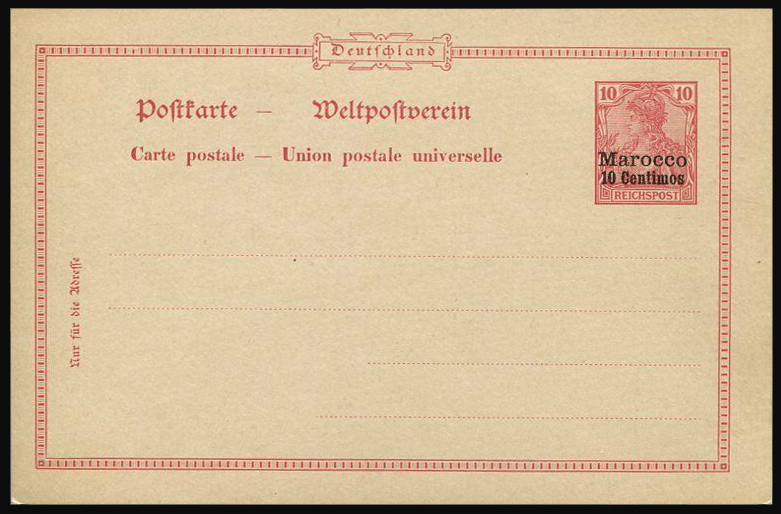 Deutſchland
Poſtkarte — Weltpoſtverein
Carte postale — Union postale universelle
10 10
Marocco
10 Centimos
REICHSPOST
Nur für die Adreſſe